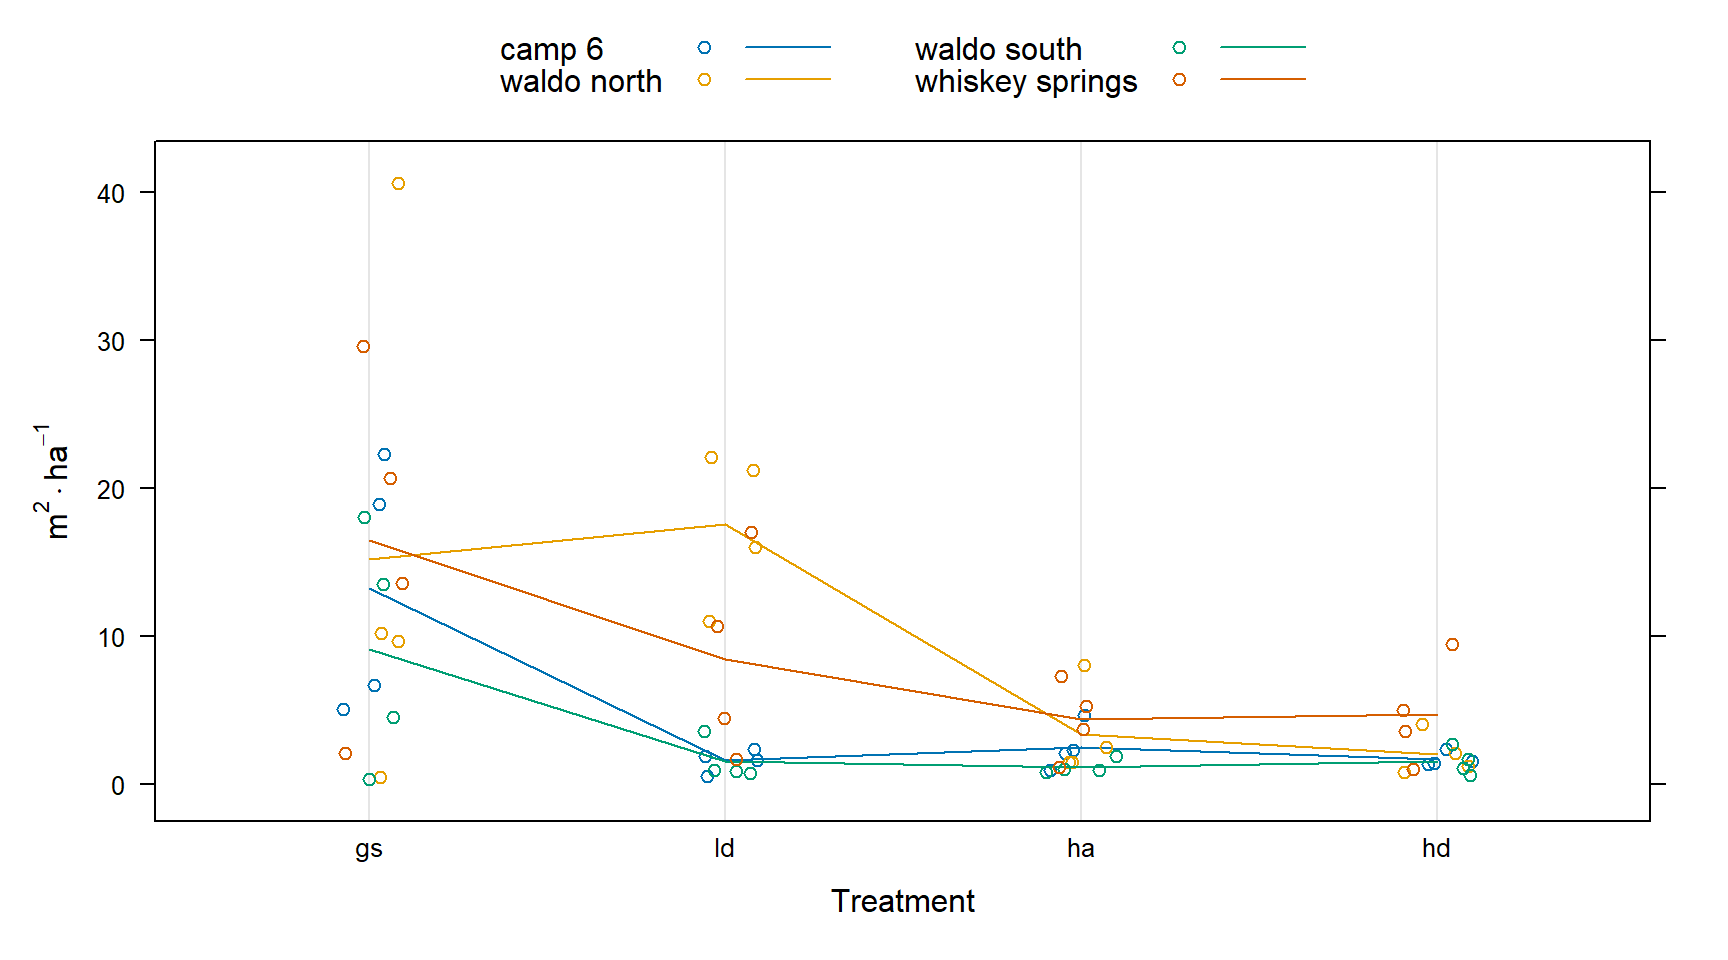 camp 6 waldo south
waldo north whiskey springs
40
30
20
10
0
m² · ha⁻¹
gs ld ha hd
Treatment